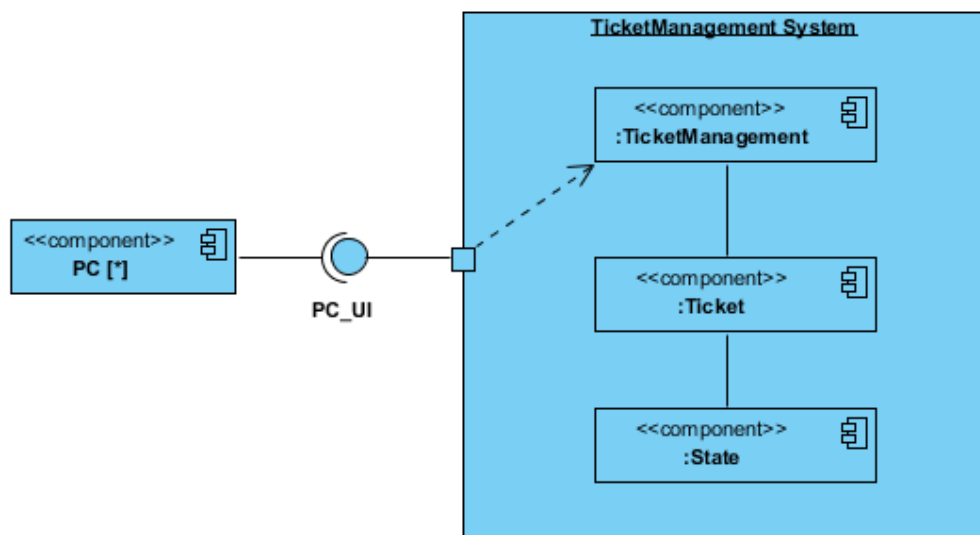 TicketManagement System
<<component>>
:TicketManagement
<<component>>
PC [*]
PC_UI
<<component>>
:Ticket
<<component>>
:State